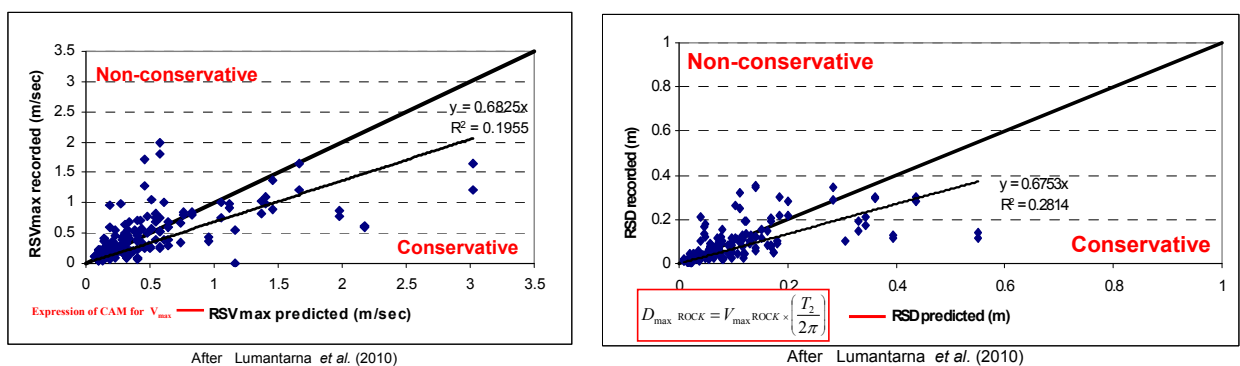 RSVmax recorded (m/sec)
3.5
3
2.5
2
1.5
1
0.5
0
Non-conservative
y = 0.6825x
R² = 0.1955
Conservative
0 0.5 1 1.5 2 2.5 3 3.5
Expression of CAM for Vmax RSVmax predicted (m/sec)
After Lumantarna et al. (2010)
RSD recorded (m)
1
0.8
0.6
0.4
0.2
0
Non-conservative
y = 0.6753x
R² = 0.2814
Conservative
0 0.2 0.4 0.6 0.8 1
D max ROCK = V max ROCK × (T₂ / 2π)
RSD predicted (m)
After Lumantarna et al. (2010)